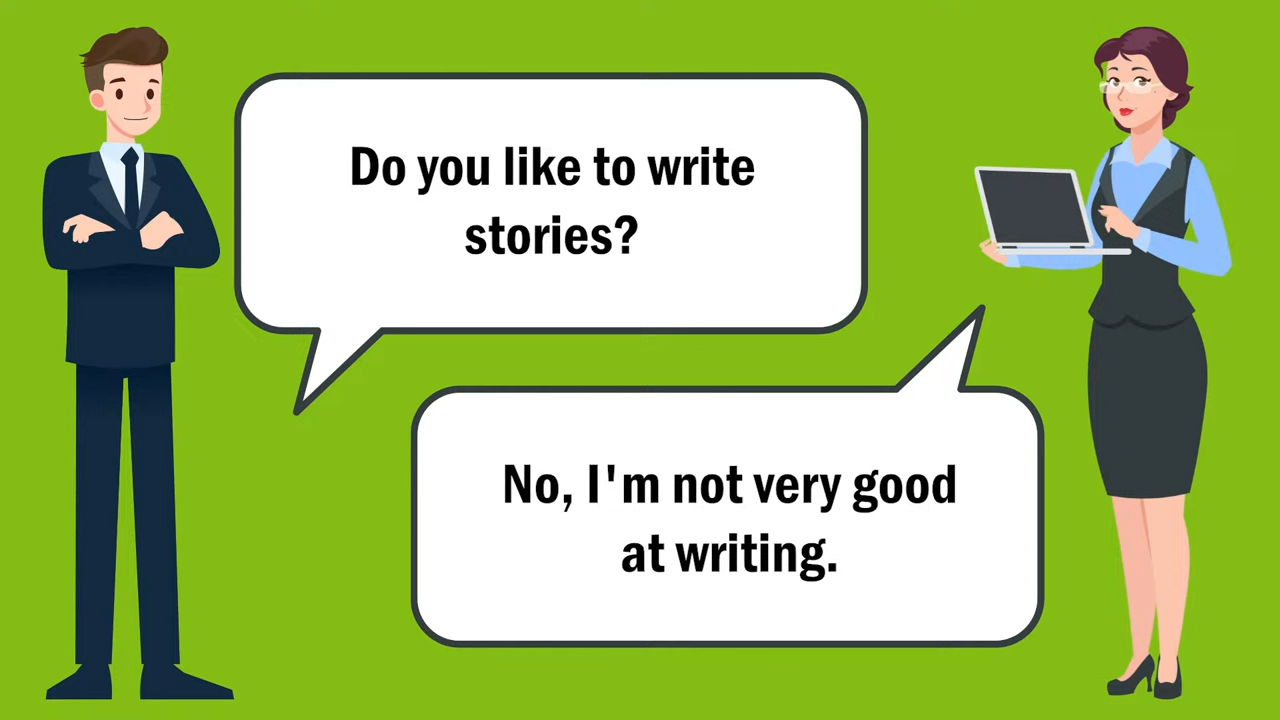 Do you like to write
stories?
No, I'm not very good
at writing.